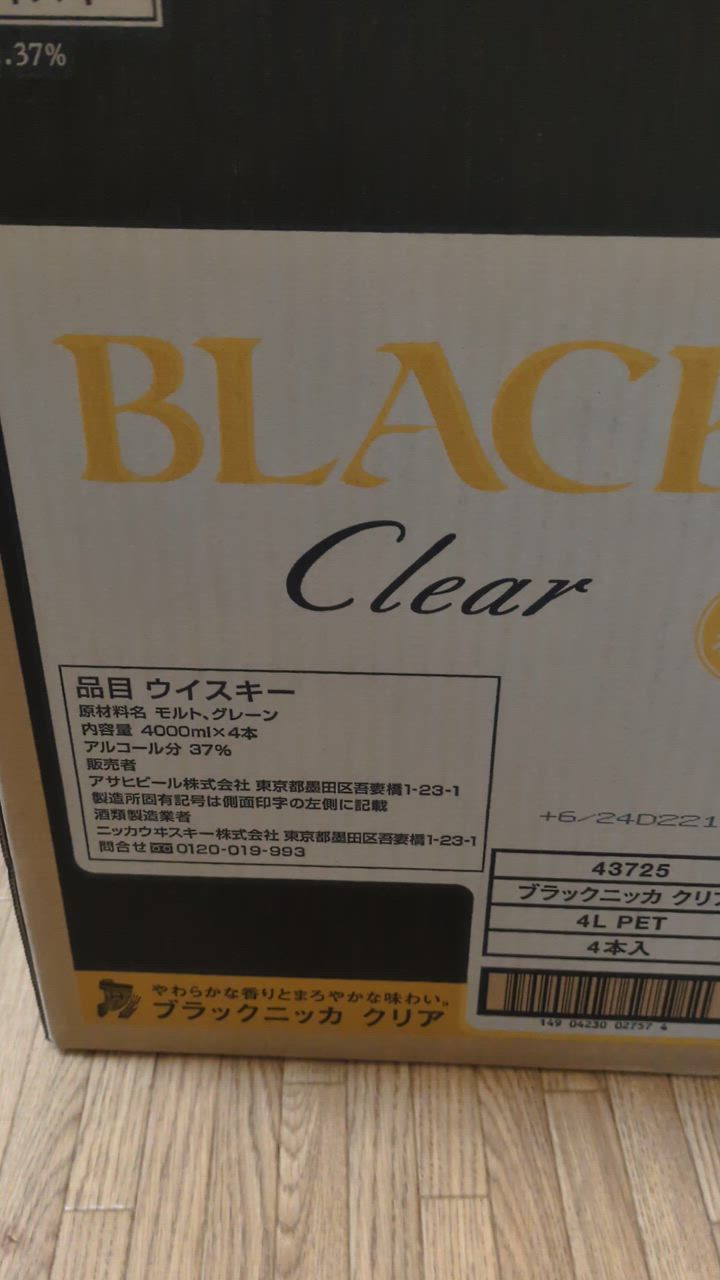 .37%
BLACK
Clear
品目 ウイスキー
原材料名 モルト、グレーン
内容量 4000ml×4本
アルコール分 37%
販売者
アサヒビール株式会社 東京都墨田区吾妻橋1-23-1
製造所固有記号は側面印字の左側に記載
酒類製造業者
ニッカウヰスキー株式会社 東京都墨田区吾妻橋1-23-1
問合せ 0120-019-993
+6/24D221
43725
ブラックニッカ クリア
4L PET
4本入
149 04230 02757 4
やわらかな香りとまろやかな味わい。
ブラックニッカ クリア